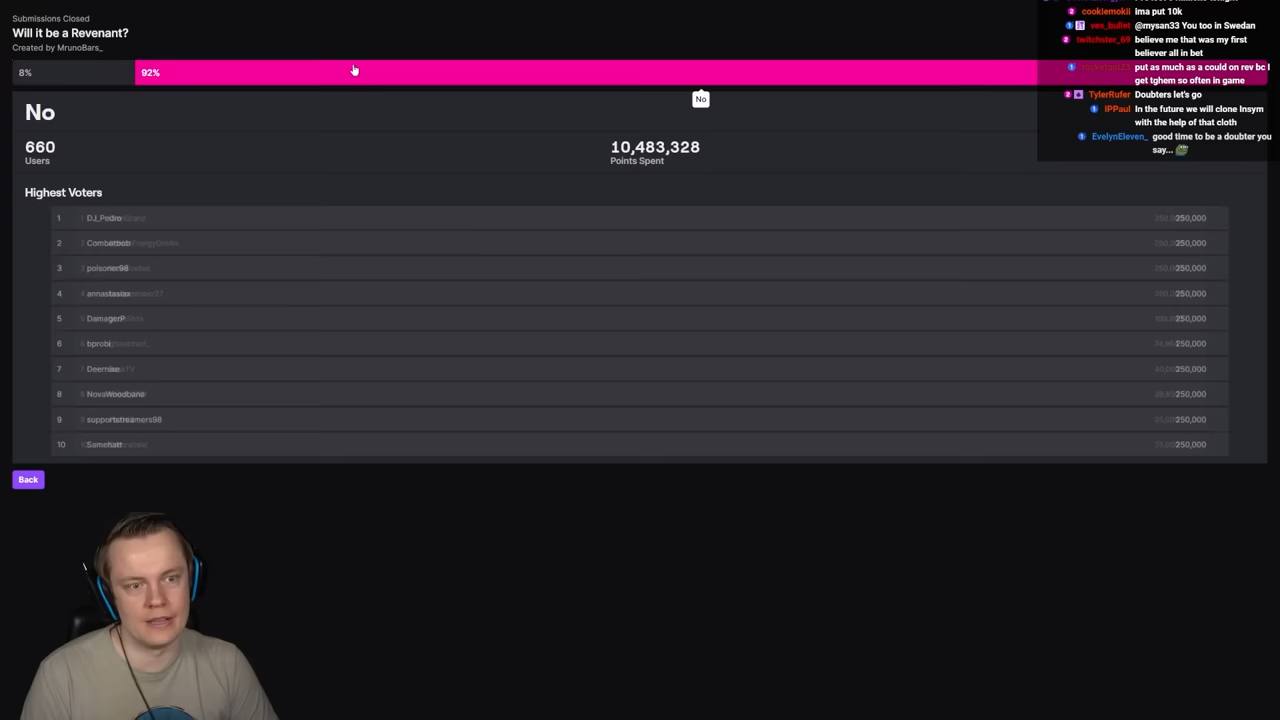 Submissions Closed
Will it be a Revenant?
Created by MrunoBars_
8%
92%
No
No
660
Users
10,483,328
Points Spent
Highest Voters
1 DJ_Pedro 250,000
2 250,000
3 poisoner98 250,000
4 annastasiax 250,000
5 DamagenP 250,000
6 bprobi 250,000
7 250,000
8 250,000
9 supportstreamers98 250,000
10 250,000
Back
cookiemokii ima put 10k
ves_bullet @mysan33 You too in Swedan
twitchster_69 believe me that was my first
believer all in bet
put as much as a could on rev bc I
get tghem so often in game
TylerRufer Doubters let's go
IPPaul In the future we will clone Insym
with the help of that cloth
EvelynEleven_ good time to be a doubter you
say...